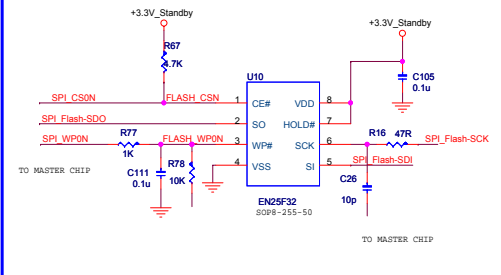 +3.3V_Standby
+3.3V_Standby
R67
4.7K
U10
C105
0.1u
SPI_CS0N
FLASH_CSN
1
CE#
VDD
8
SPI_Flash-SDO
2
SO
HOLD#
7
SPI_WP0N
R77
1K
FLASH_WP0N
3
WP#
SCK
6
R16
47R
SPI_Flash-SCK
4
VSS
SI
5
SPI_Flash-SDI
TO MASTER CHIP
C111
0.1u
R78
10K
C26
10p
EN25F32
SOP8-255-50
TO MASTER CHIP